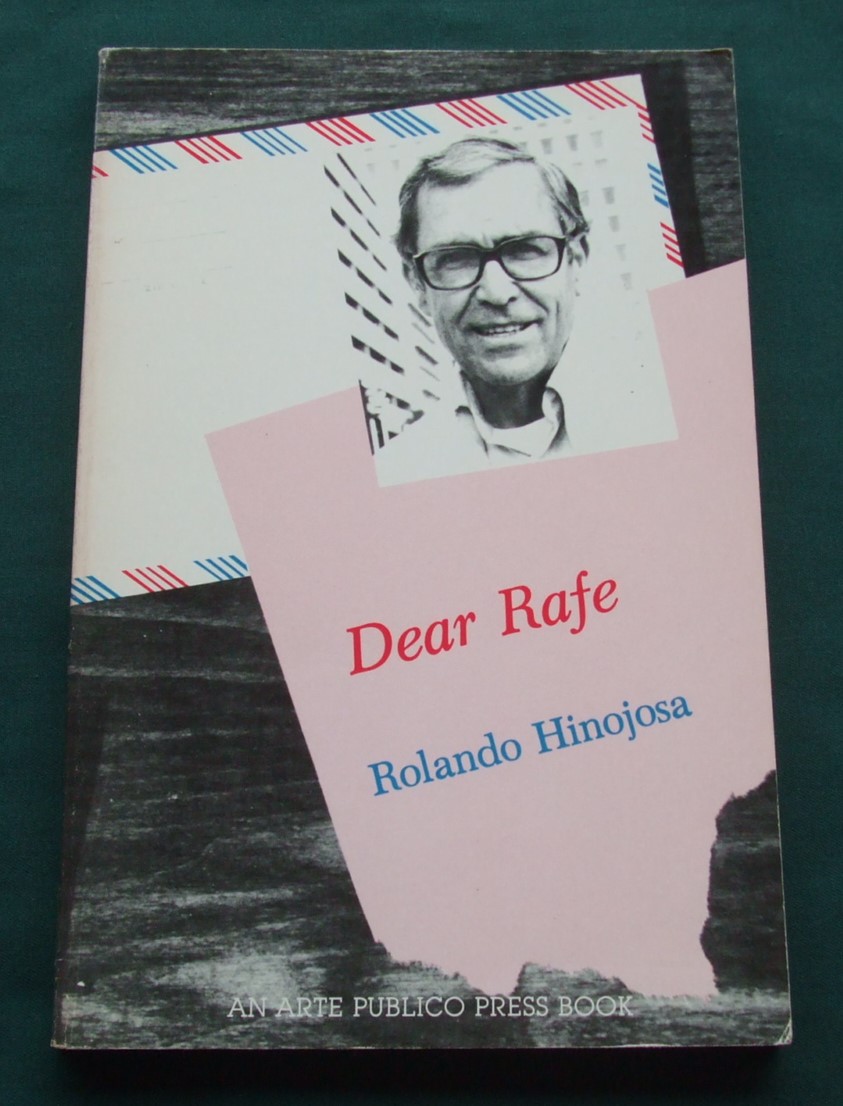 Dear Rafe
Rolando Hinojosa
AN ARTE PUBLICO PRESS BOOK